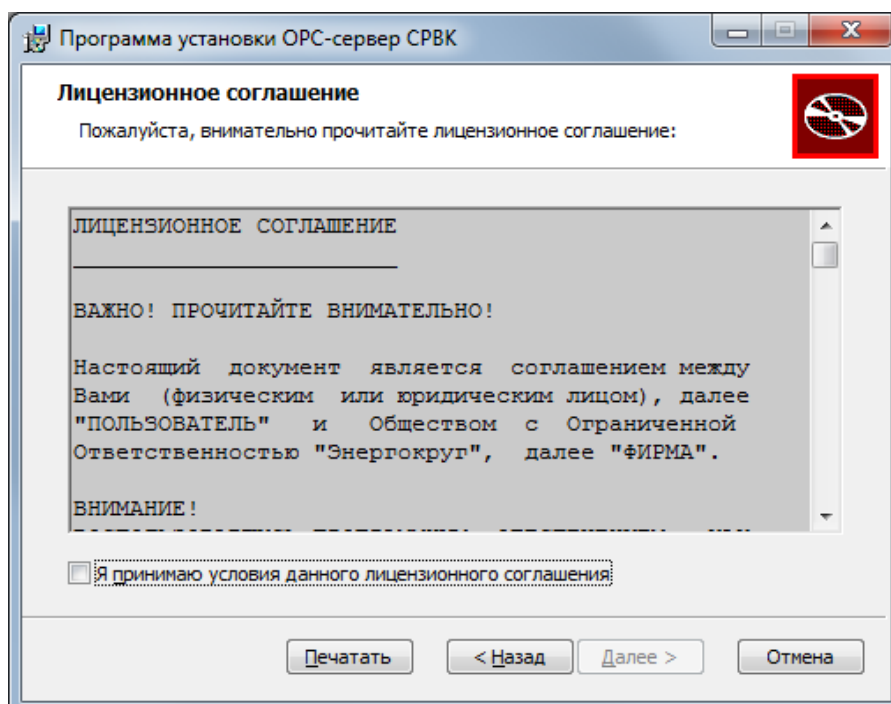 Программа установки ОРС-сервер СРВК
Лицензионное соглашение
Пожалуйста, внимательно прочитайте лицензионное соглашение:
ЛИЦЕНЗИОННОЕ СОГЛАШЕНИЕ
ВАЖНО! ПРОЧИТАЙТЕ ВНИМАТЕЛЬНО!
Настоящий документ является соглашением между
Вами (физическим или юридическим лицом), далее
"ПОЛЬЗОВАТЕЛЬ" и Обществом с Ограниченной
Ответственностью "Энергокруг", далее "ФИРМА".
ВНИМАНИЕ!
Я принимаю условия данного лицензионного соглашения
Печатать
< Назад
Далее >
Отмена